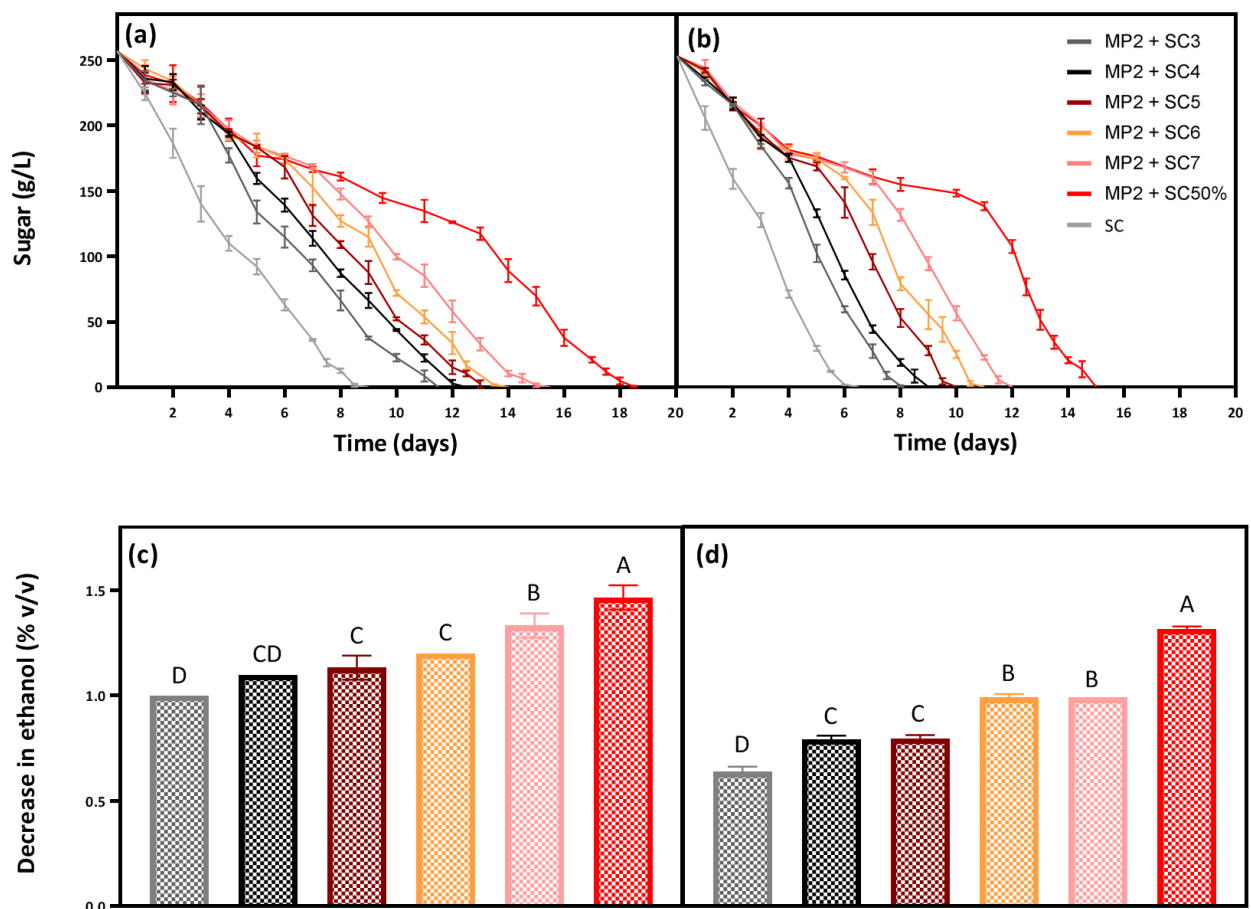 (a)
(b)
Sugar (g/L)
250
200
150
100
50
0
2 4 6 8 10 12 14 16 18 20
2 4 6 8 10 12 14 16 18 20
Time (days)
Time (days)
MP2 + SC3
MP2 + SC4
MP2 + SC5
MP2 + SC6
MP2 + SC7
MP2 + SC50%
SC
(c)
(d)
Decrease in ethanol (% v/v)
1.5
1.0
0.5
0.0
D CD C C B A
D C C B B A